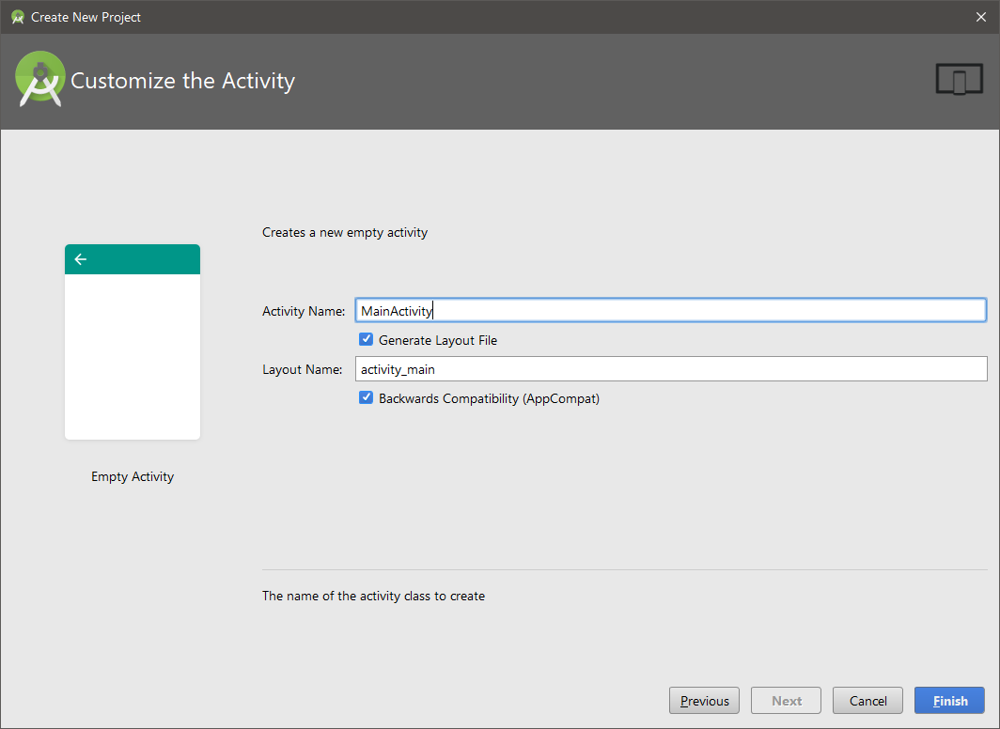 Create New Project
Customize the Activity
Creates a new empty activity
Activity Name: MainActivity
Generate Layout File
Layout Name: activity_main
Backwards Compatibility (AppCompat)
Empty Activity
The name of the activity class to create
Previous Next Cancel Finish